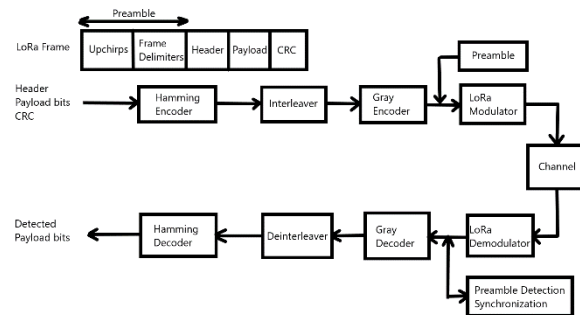 Preamble
LoRa Frame
Upchirps
Frame
Delimiters
Header
Payload
CRC
Preamble
Header
Payload bits
CRC
Hamming
Encoder
Interleaver
Gray
Encoder
LoRa
Modulator
Channel
Detected
Payload bits
Hamming
Decoder
Deinterleaver
Gray
Decoder
LoRa
Demodulator
Preamble Detection
Synchronization